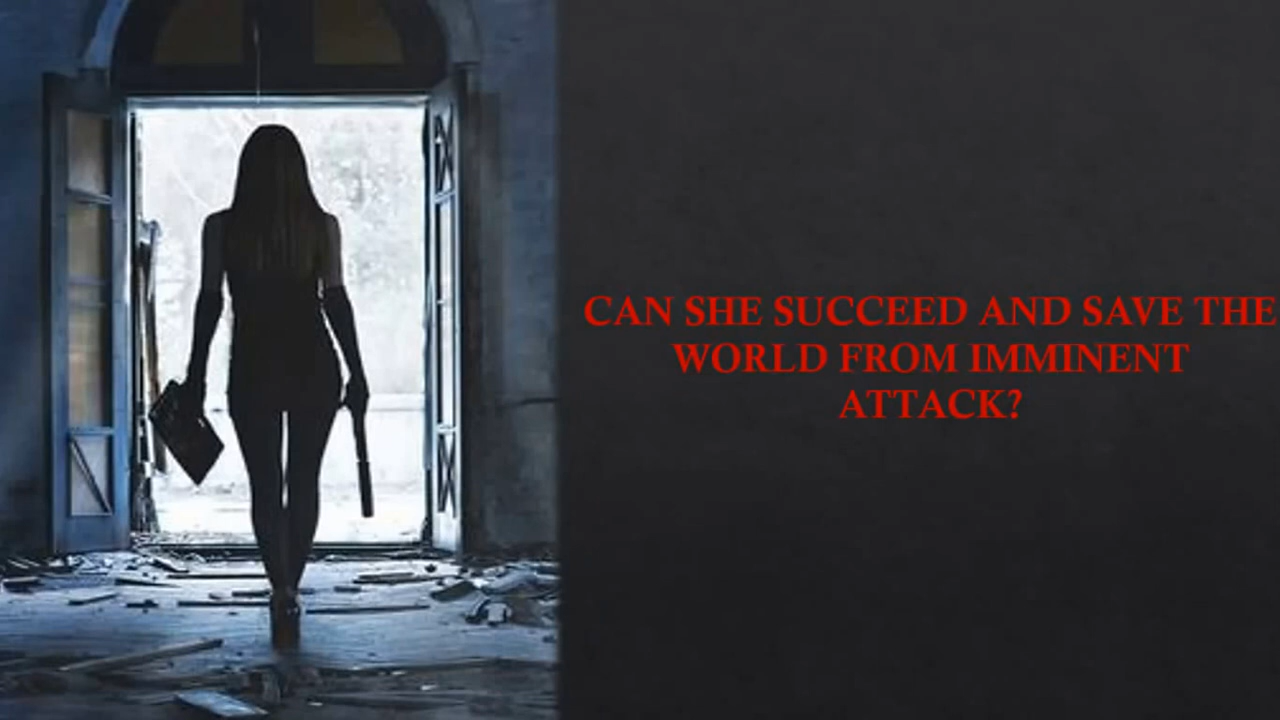 CAN SHE SUCCEED AND SAVE THE
WORLD FROM IMMINENT
ATTACK?